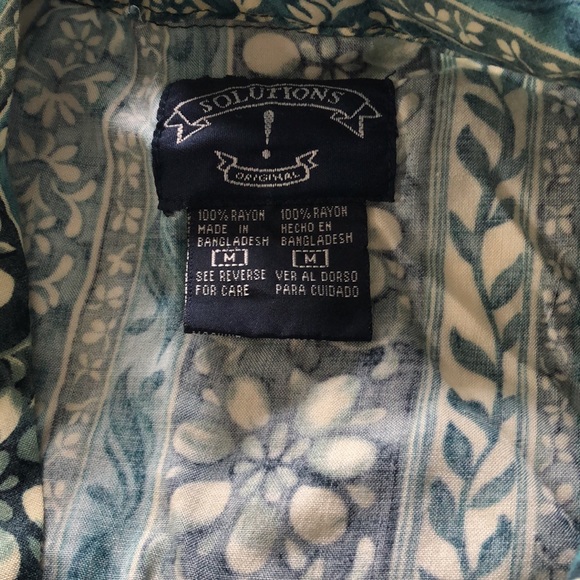 SOLUTIONS
!
ORIGINAL
100% RAYON
MADE IN
BANGLADESH
M
SEE REVERSE
FOR CARE
100% RAYON
HECHO EN
BANGLADESH
M
VER AL DORSO
PARA CUIDADO